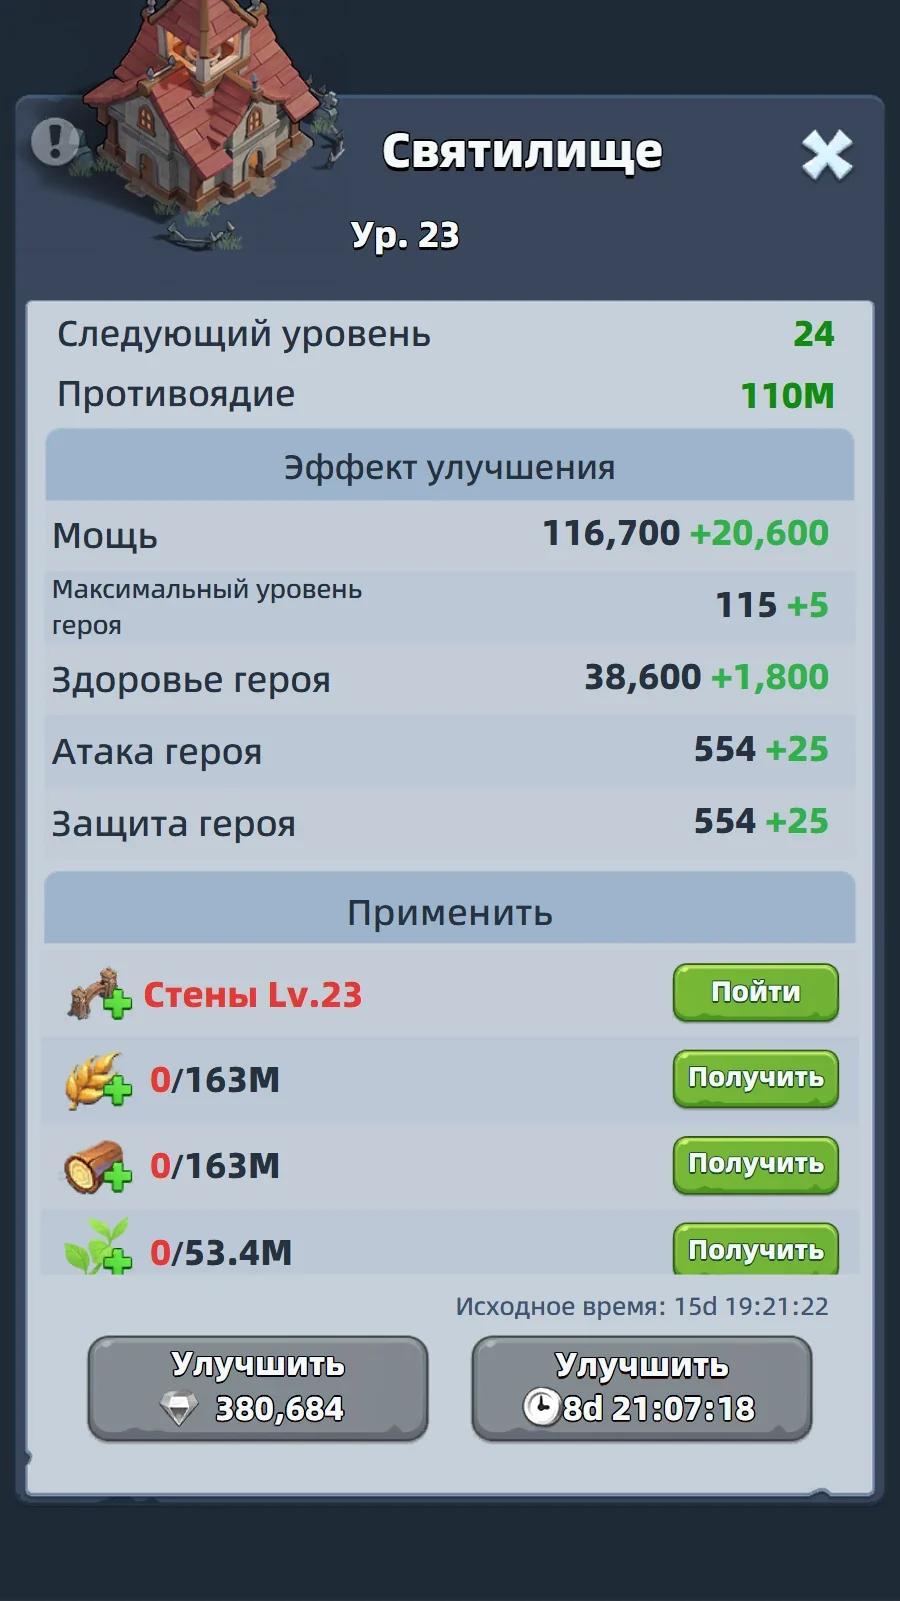 Святилище
Ур. 23
Следующий уровень 24
Противоядие 110M
Эффект улучшения
Мощь 116,700 +20,600
Максимальный уровень
героя 115 +5
Здоровье героя 38,600 +1,800
Атака героя 554 +25
Защита героя 554 +25
Применить
Стены Lv.23 Пойти
0/163M Получить
0/163M Получить
0/53.4M Получить
Исходное время: 15d 19:21:22
Улучшить
380,684
Улучшить
8d 21:07:18